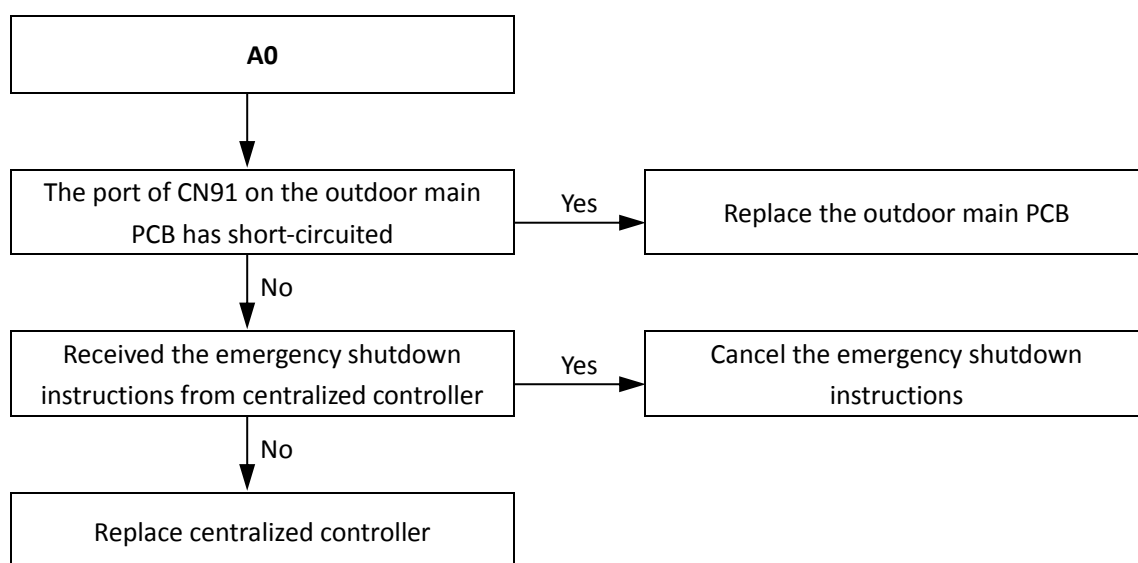 A0
The port of CN91 on the outdoor main
PCB has short-circuited
Yes
Replace the outdoor main PCB
No
Received the emergency shutdown
instructions from centralized controller
Yes
Cancel the emergency shutdown
instructions
No
Replace centralized controller